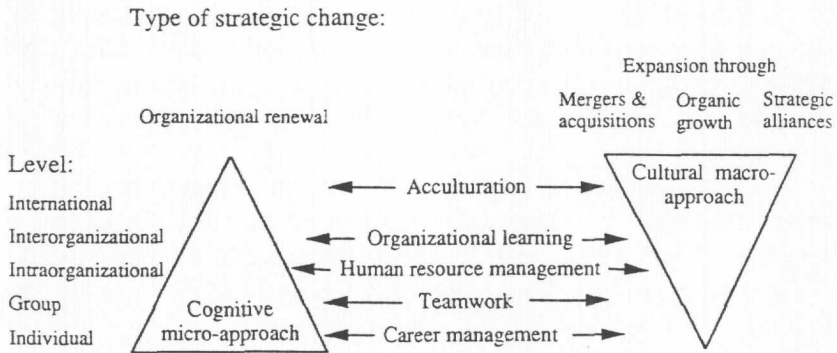 Type of strategic change:
Expansion through
Mergers & Organic Strategic
acquisitions growth alliances
Organizational renewal
Level:
Cultural macro-
approach
Acculturation
International
Interorganizational
Organizational learning
Intraorganizational
Human resource management
Group
Cognitive
micro-approach
Teamwork
Individual
Career management